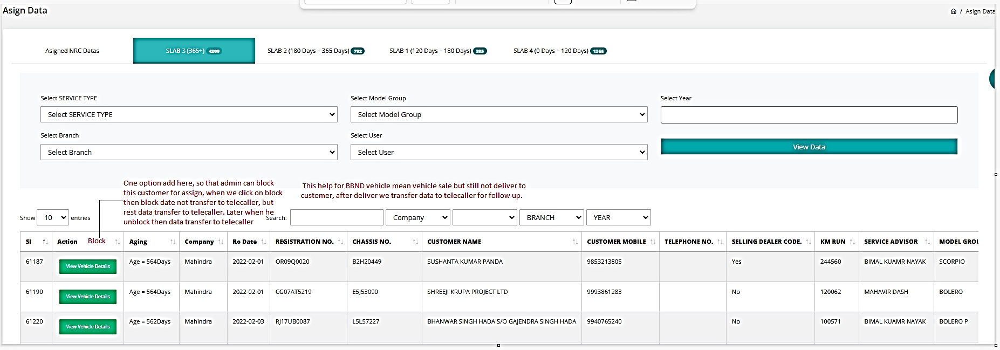 Asign Data
/ Asign Data
Asigned NRC Datas
SLAB 3 (365+) 4209
SLAB 2 (180 Days – 365 Days) 792
SLAB 1 (120 Days – 180 Days) 385
SLAB 4 (0 Days – 120 Days) 1266
Select SERVICE TYPE
Select Model Group
Select Year
Select SERVICE TYPE
Select Model Group
Select Branch
Select User
Select Branch
Select User
View Data
One option add here, so that admin can block
this customer for assign, when we click on block
then block date not transfer to telecaller, but
rest data transfer to telecaller. Later when he
unblock then data transfer to telecaller
This help for BBND vehicle mean vehicle sale but still not deliver to
customer, after deliver we transfer data to telecaller for follow up.
Show 10 entries
Search: Company BRANCH YEAR
SI Action Block Aging Company Ro Date REGISTRATION NO. CHASSIS NO. CUSTOMER NAME CUSTOMER MOBILE TELEPHONE NO. SELLING DEALER CODE. KM RUN SERVICE ADVISOR MODEL GROU
61187 View Vehicle Details Age = 564Days Mahindra 2022-02-01 OR09Q0020 B2H20449 SUSHANTA KUMAR PANDA 9853213805 Yes 244560 BIMAL KUAMR NAYAK SCORPIO
61190 View Vehicle Details Age = 564Days Mahindra 2022-02-01 CG07AT5219 E5J53090 SHREEJI KRUPA PROJECT LTD 9993861283 No 120062 MAHAVIR DASH BOLERO
61220 View Vehicle Details Age = 562Days Mahindra 2022-02-03 RJ17UB0087 L5L57227 BHANWAR SINGH HADA S/O GAJENDRA SINGH HADA 9940765240 No 100571 BIMAL KUAMR NAYAK BOLERO P